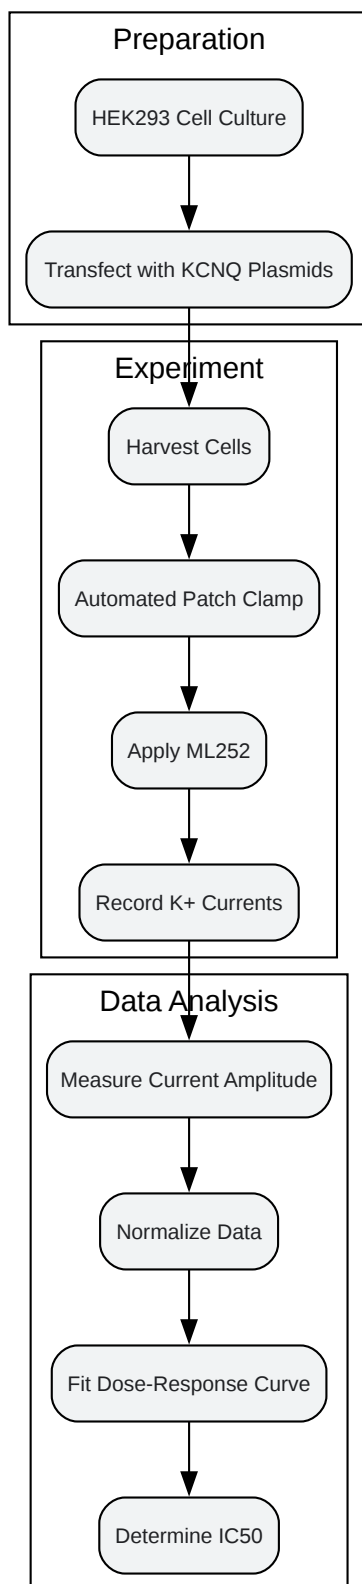 Preparation
HEK293 Cell Culture
Transfect with KCNQ Plasmids
Experiment
Harvest Cells
Automated Patch Clamp
Apply ML252
Record K+ Currents
Data Analysis
Measure Current Amplitude
Normalize Data
Fit Dose-Response Curve
Determine IC50